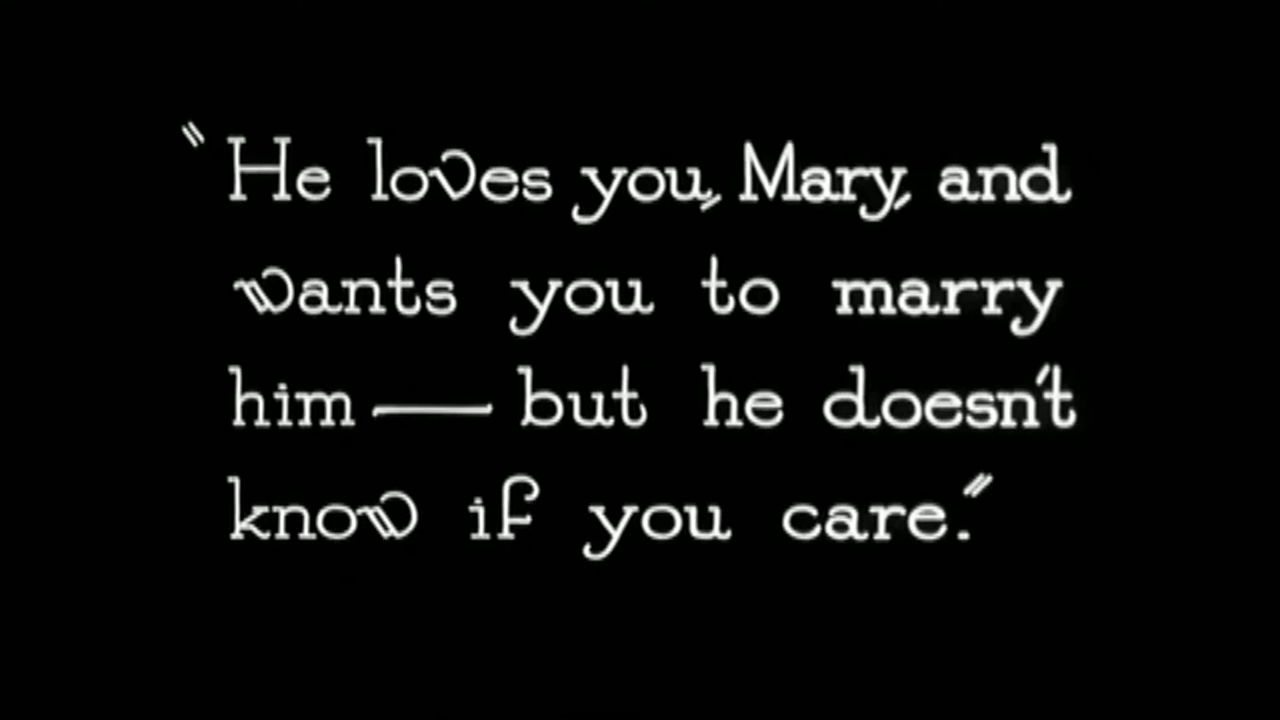 "He loves you, Mary, and
wants you to marry
him — but he doesn't
know if you care."